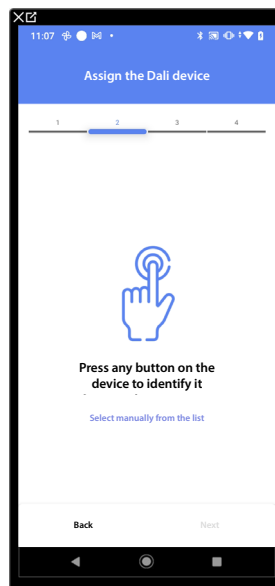 11:07
Assign the Dali device
1 2 3 4
Press any button on the
device to identify it
Select manually from the list
Back Next